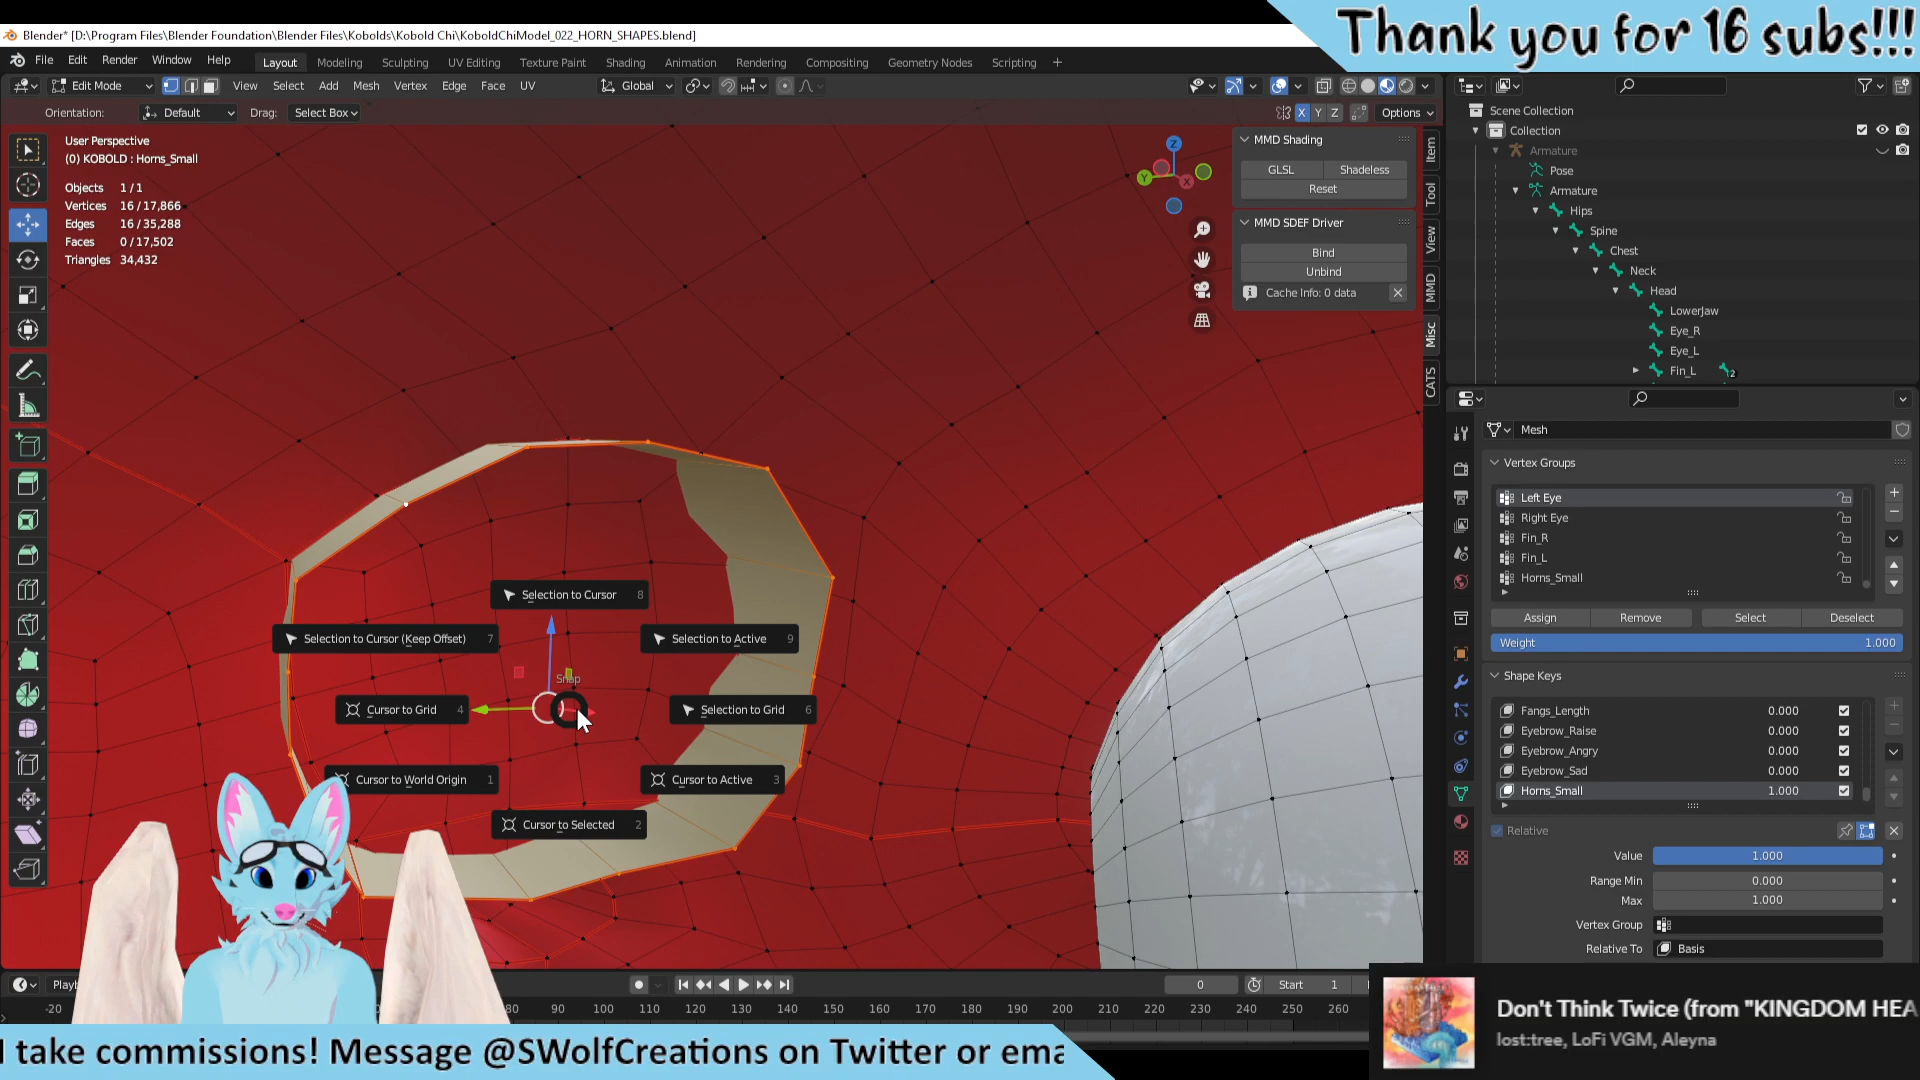 Thank you for 16 subs!!!
Blender* [D:\Program Files\Blender Foundation\Blender Files\Kobolds\Kobold Chi\KoboldChiModel_022_HORN_SHAPES.blend]
File Edit Render Window Help Layout Modeling Sculpting UV Editing Texture Paint Shading Animation Rendering Compositing Geometry Nodes Scripting +
Edit Mode View Select Add Mesh Vertex Edge Face UV Global
Orientation: Default Drag: Select Box X Y Z Options
User Perspective
(0) KOBOLD : Horns_Small
Objects 1/1
Vertices 16/17,866
Edges 16/35,288
Faces 0/17,502
Triangles 34,432
Z
Y
X
MMD Shading
GLSL Shadeless
Reset
MMD SDEF Driver
Bind
Unbind
Cache Info: 0 data
Item
Tool
View
MMD
Misc
CATS
Selection to Cursor 8
Selection to Cursor (Keep Offset) 7
Selection to Active 9
Snap
Cursor to Grid 4
Selection to Grid 6
Cursor to World Origin 1
Cursor to Active 3
Cursor to Selected 2
Scene Collection
Collection
Armature
Pose
Armature
Hips
Spine
Chest
Neck
Head
LowerJaw
Eye_R
Eye_L
Fin_L 2
Mesh
Vertex Groups
Left Eye
Right Eye
Fin_R
Fin_L
Horns_Small
Assign Remove Select Deselect
Weight 1.000
Shape Keys
Fangs_Length 0.000
Eyebrow_Raise 0.000
Eyebrow_Angry 0.000
Eyebrow_Sad 0.000
Horns_Small 1.000
Relative
Value 1.000
Range Min 0.000
Max 1.000
Vertex Group
Relative To Basis
0 Start 1
-20 80 90 100 110 120 130 140 150 160 170 180 190 200 210 220 230 240 250 260
I take commissions! Message @SWolfCreations on Twitter or ema
Don't Think Twice (from "KINGDOM HEA
lost:tree, LoFi VGM, Aleyna